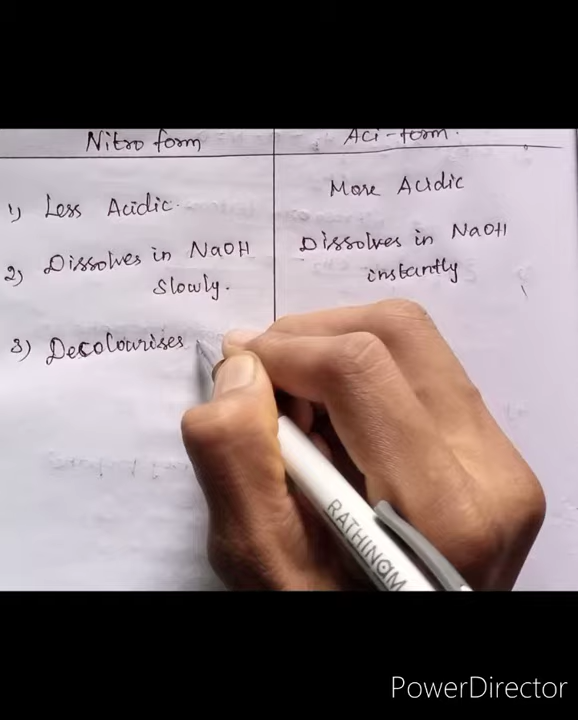 Nitro form
Aci-form.
1) Less Acidic.
More Acidic
2) Dissolves in NaOH
Slowly.
Dissolves in NaOH
instantly
3) Decolourises
RATHINAM
PowerDirector